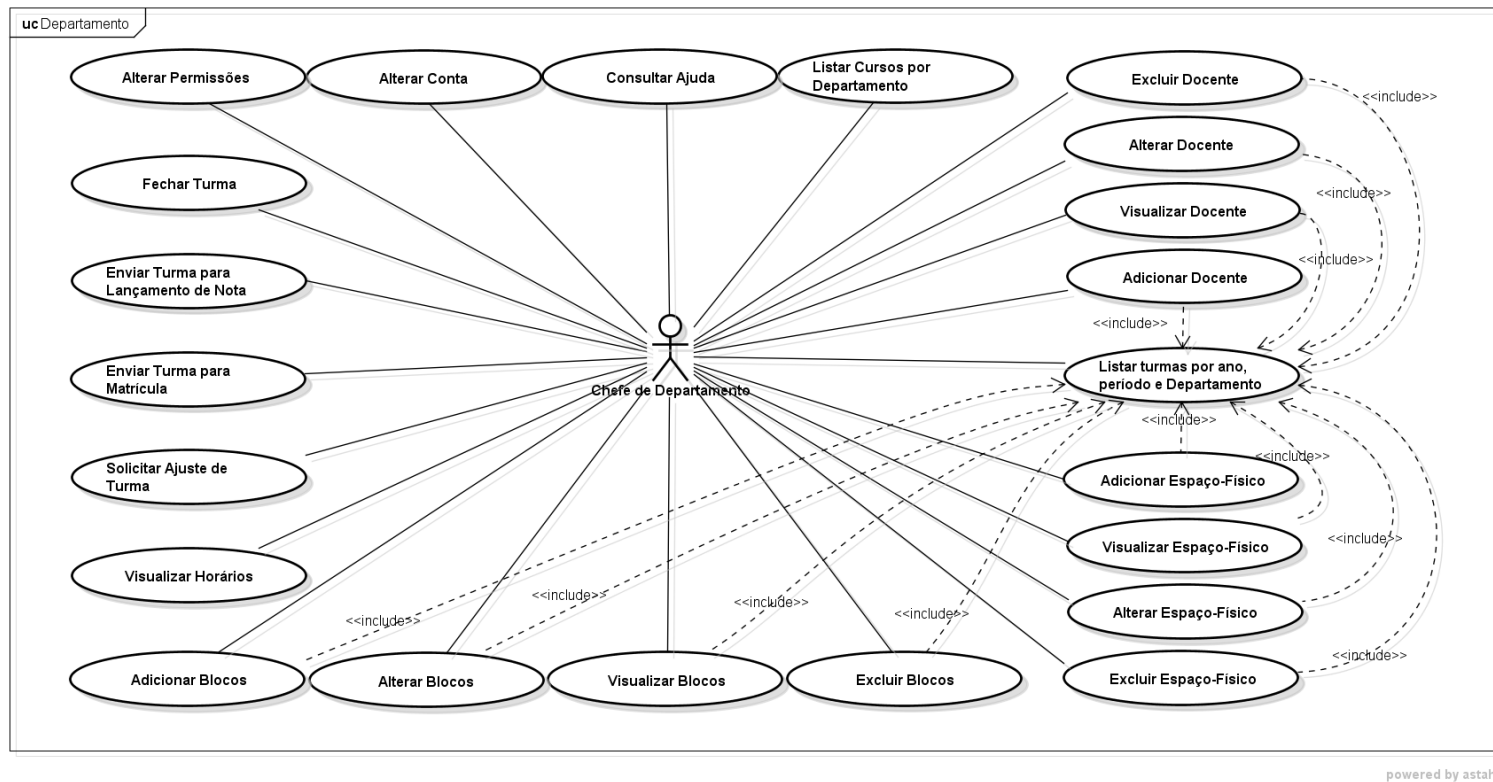 uc Departamento
Alterar Permissões
Alterar Conta
Consultar Ajuda
Listar Cursos por
Departamento
Excluir Docente
<<include>>
Alterar Docente
Fechar Turma
<<include>>
Visualizar Docente
<<include>>
Enviar Turma para
Lançamento de Nota
Adicionar Docente
<<include>>
Enviar Turma para
Matrícula
Chefe de Departamento
Listar turmas por ano,
período e Departamento
<<include>>
<<include>>
Solicitar Ajuste de
Turma
Adicionar Espaço-Físico
<<include>>
Visualizar Espaço-Físico
Visualizar Horários
<<include>>
<<include>>
<<include>>
<<include>>
Alterar Espaço-Físico
<<include>>
Adicionar Blocos
Alterar Blocos
Visualizar Blocos
Excluir Blocos
Excluir Espaço-Físico
powered by astah